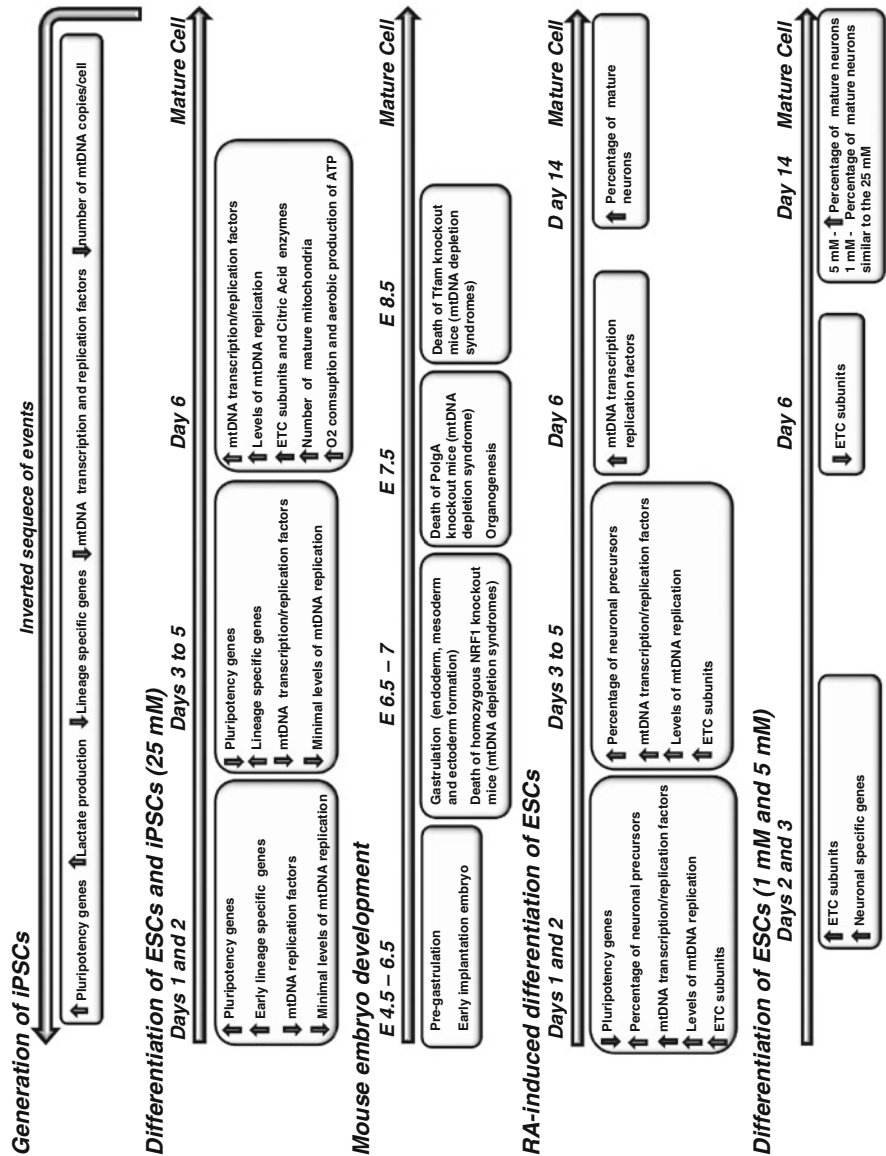 Generation of iPSCs
Inverted sequece of events
Pluripotency genes
Lactate production
Lineage specific genes
mtDNA transcription and replication factors
number of mtDNA copies/cell
Differentiation of ESCs and iPSCs (25 mM)
Days 1 and 2
Days 3 to 5
Day 6
Mature Cell
Pluripotency genes
Early lineage specific genes
mtDNA replication factors
Minimal levels of mtDNA replication
Pluripotency genes
Lineage specific genes
mtDNA transcription/replication factors
Minimal levels of mtDNA replication
mtDNA transcription/replication factors
Levels of mtDNA replication
ETC subunits and Citric Acid enzymes
Number of mature mitochondria
O2 comsuption and aerobic production of ATP
Mouse embryo development
E 4.5 – 6.5
E 6.5 – 7
E 7.5
E 8.5
Mature Cell
Pre-gastrulation
Early implantation embryo
Gastrulation (endoderm, mesoderm
and ectoderm formation)
Death of homozygous NRF1 knockout
mice (mtDNA depletion syndromes)
Death of PolgA
knockout mice (mtDNA
depletion syndrome)
Organogenesis
Death of Tfam knockout
mice (mtDNA depletion
syndromes)
RA-induced differentiation of ESCs
Days 1 and 2
Days 3 to 5
Day 6
D ay 14
Mature Cell
Pluripotency genes
Percentage of neuronal precursors
mtDNA transcription/replication factors
Levels of mtDNA replication
ETC subunits
Percentage of neuronal precursors
mtDNA transcription/replication factors
Levels of mtDNA replication
ETC subunits
mtDNA transcription
replication factors
Percentage of mature
neurons
Differentiation of ESCs (1 mM and 5 mM)
Days 2 and 3
Day 6
Day 14
Mature Cell
ETC subunits
Neuronal specific genes
ETC subunits
5 mM - Percentage of mature neurons
1 mM - Percentage of mature neurons
similar to the 25 mM